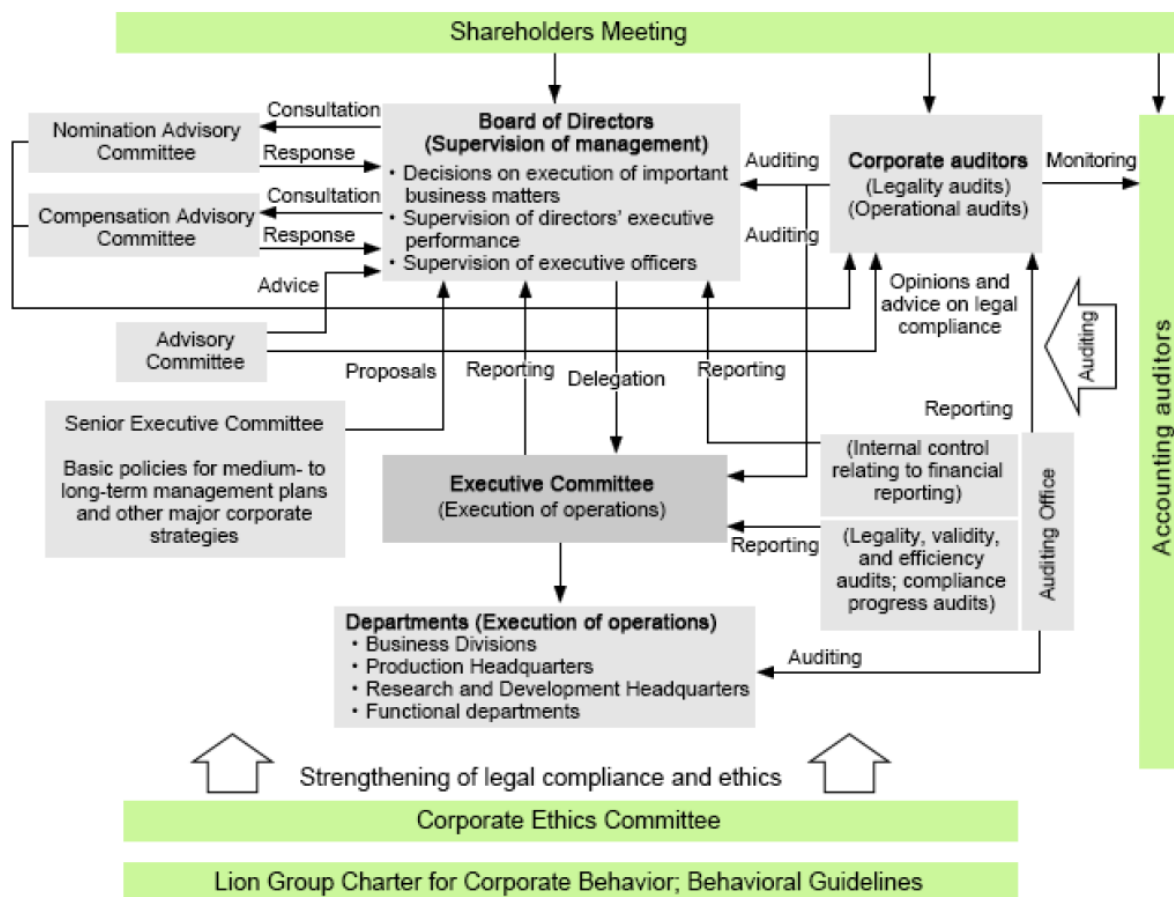 Shareholders Meeting
Nomination Advisory
Committee
Consultation
Response
Compensation Advisory
Committee
Consultation
Response
Advice
Board of Directors
(Supervision of management)
・Decisions on execution of important
business matters
・Supervision of directors' executive
performance
・Supervision of executive officers
Auditing
Auditing
Corporate auditors
(Legality audits)
(Operational audits)
Monitoring
Accounting auditors
Opinions and
advice on legal
compliance
Auditing
Advisory
Committee
Proposals
Reporting
Delegation
Reporting
Reporting
Senior Executive Committee
Basic policies for medium- to
long-term management plans
and other major corporate
strategies
Executive Committee
(Execution of operations)
(Internal control
relating to financial
reporting)
Reporting
(Legality, validity,
and efficiency
audits; compliance
progress audits)
Auditing Office
Departments (Execution of operations)
・Business Divisions
・Production Headquarters
・Research and Development Headquarters
・Functional departments
Auditing
Strengthening of legal compliance and ethics
Corporate Ethics Committee
Lion Group Charter for Corporate Behavior; Behavioral Guidelines